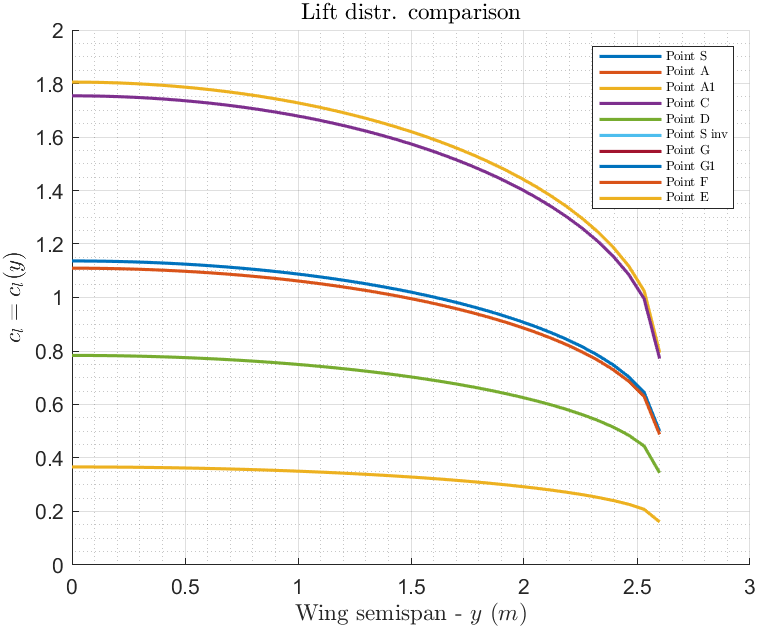 Lift distr. comparison
2
1.8
1.6
1.4
1.2
1
0.8
0.6
0.4
0.2
0
c_l = c_l(y)
Point S
Point A
Point A1
Point C
Point D
Point S inv
Point G
Point G1
Point F
Point E
0 0.5 1 1.5 2 2.5 3
Wing semispan - y (m)